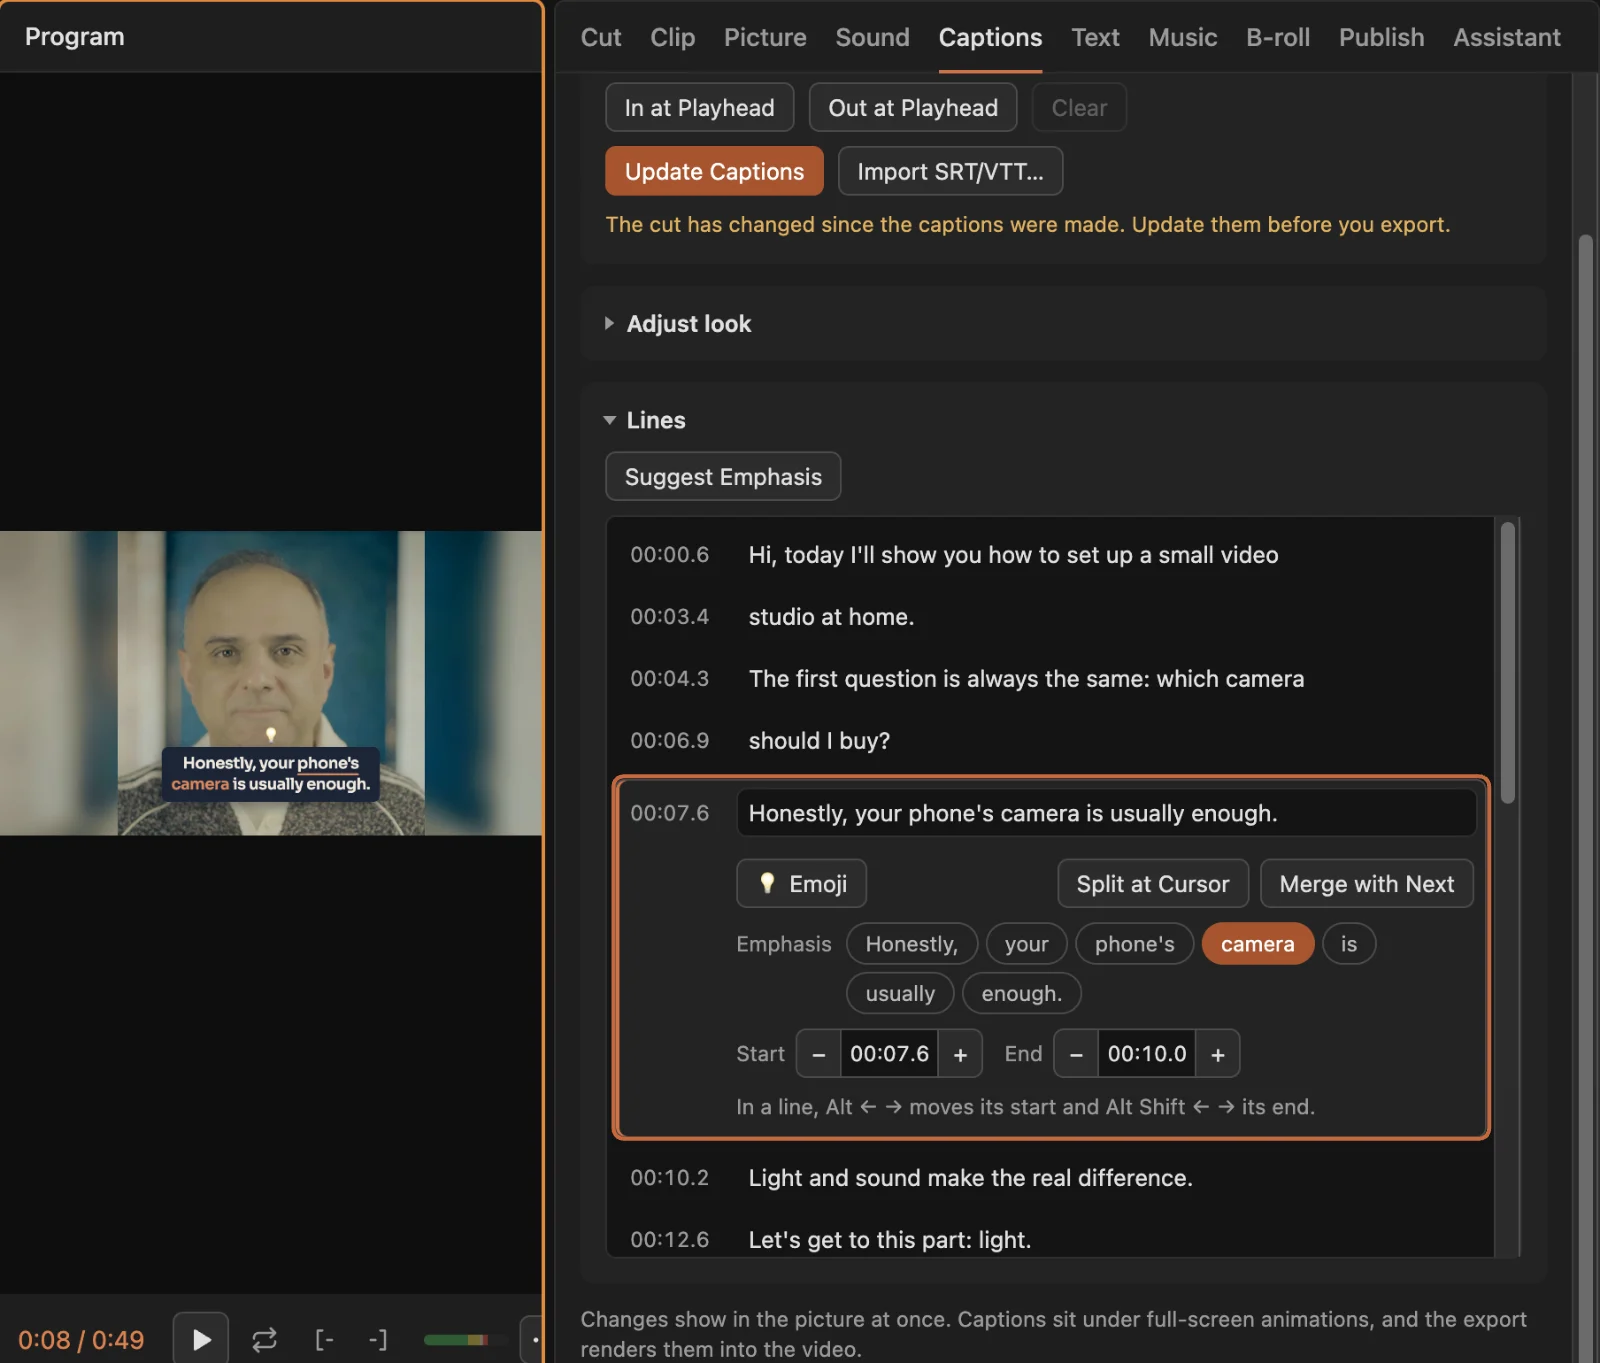 Program
Cut Clip Picture Sound Captions Text Music B-roll Publish Assistant
In at Playhead Out at Playhead Clear
Update Captions Import SRT/VTT...
The cut has changed since the captions were made. Update them before you export.
Adjust look
Lines
Suggest Emphasis
00:00.6 Hi, today I'll show you how to set up a small video
00:03.4 studio at home.
00:04.3 The first question is always the same: which camera
00:06.9 should I buy?
00:07.6 Honestly, your phone's camera is usually enough.
Emoji Split at Cursor Merge with Next
Emphasis Honestly, your phone's camera is
usually enough.
Start – 00:07.6 + End – 00:10.0 +
In a line, Alt ← → moves its start and Alt Shift ← → its end.
00:10.2 Light and sound make the real difference.
00:12.6 Let's get to this part: light.
Changes show in the picture at once. Captions sit under full-screen animations, and the export
renders them into the video.
Honestly, your phone's
camera is usually enough.
0:08 / 0:49 [- -]